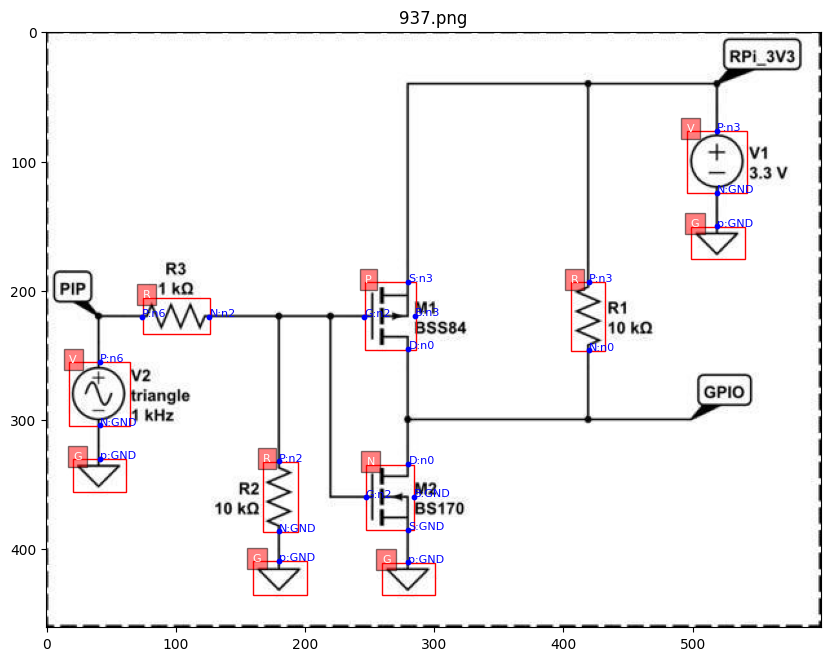 937.png
0
RPi_3V3
V
P:n3
V1
3.3 V
100
N:GND
G
p:GND
R3
1 kΩ
PIP
R
P:n6
N:n2
P
S:n3
G:n2
M1
B:n3
BSS84
D:n0
R
P:n3
R1
10 kΩ
N:n0
200
V
P:n6
V2
triangle
1 kHz
N:GND
300
GPIO
G
p:GND
R
P:n2
R2
10 kΩ
N:GND
N
D:n0
G:n2
M2
B:GND
BS170
S:GND
G
p:GND
G
p:GND
400
0
100
200
300
400
500